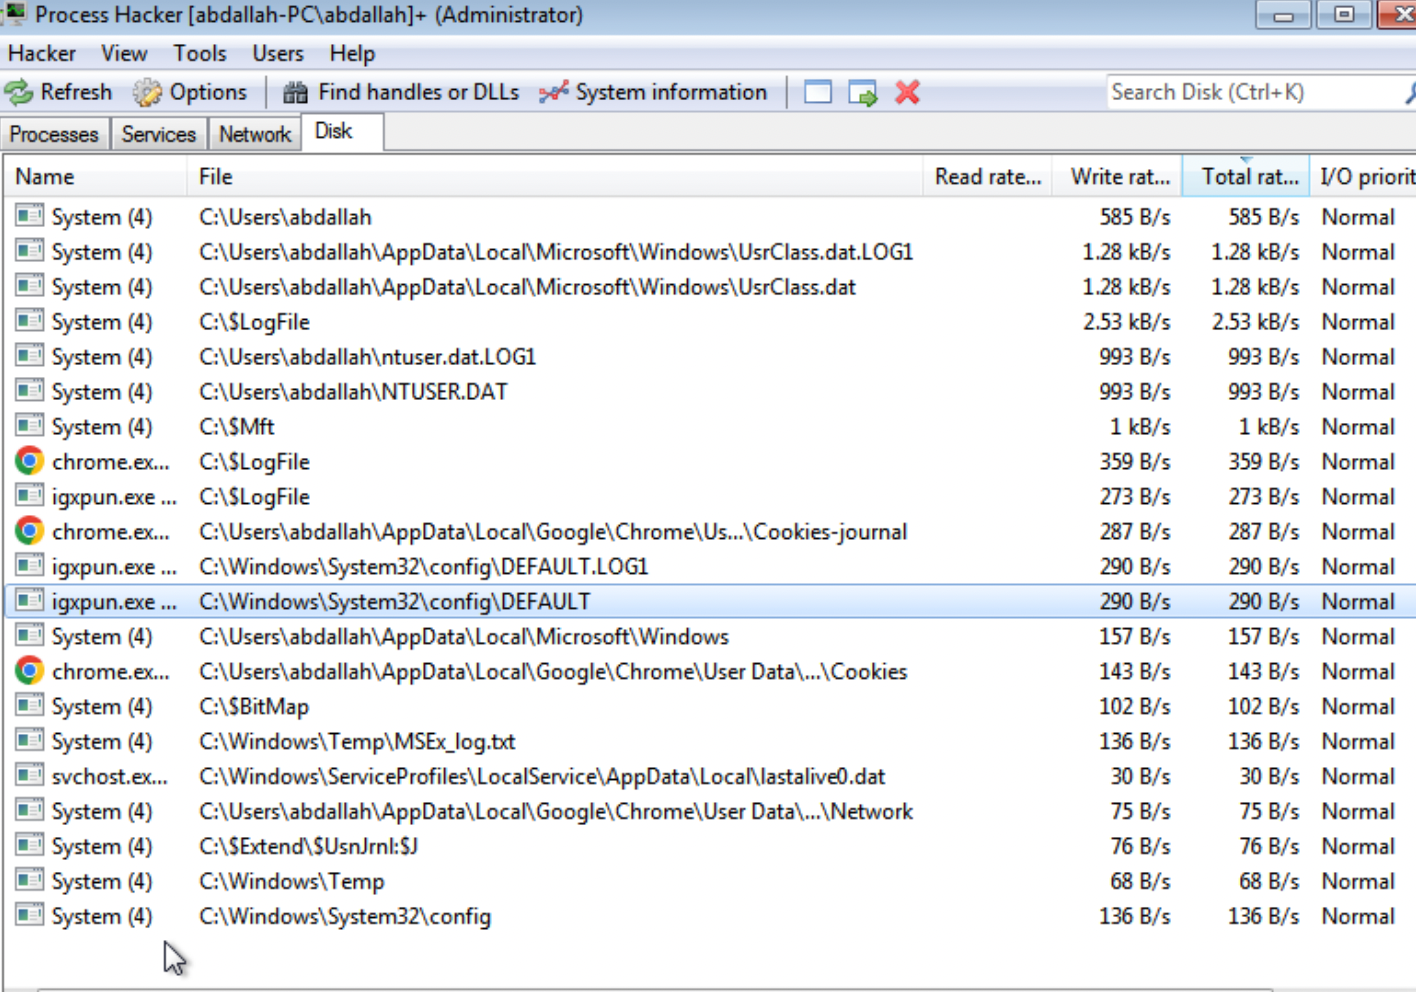 Process Hacker [abdallah-PC\abdallah]+ (Administrator)
Hacker View Tools Users Help
Refresh Options Find handles or DLLs System information Search Disk (Ctrl+K)
Processes Services Network Disk
Name File Read rate... Write rat... Total rat... I/O priorit
System (4) C:\Users\abdallah 585 B/s 585 B/s Normal
System (4) C:\Users\abdallah\AppData\Local\Microsoft\Windows\UsrClass.dat.LOG1 1.28 kB/s 1.28 kB/s Normal
System (4) C:\Users\abdallah\AppData\Local\Microsoft\Windows\UsrClass.dat 1.28 kB/s 1.28 kB/s Normal
System (4) C:\$LogFile 2.53 kB/s 2.53 kB/s Normal
System (4) C:\Users\abdallah\ntuser.dat.LOG1 993 B/s 993 B/s Normal
System (4) C:\Users\abdallah\NTUSER.DAT 993 B/s 993 B/s Normal
System (4) C:\$Mft 1 kB/s 1 kB/s Normal
chrome.ex... C:\$LogFile 359 B/s 359 B/s Normal
igxpun.exe ... C:\$LogFile 273 B/s 273 B/s Normal
chrome.ex... C:\Users\abdallah\AppData\Local\Google\Chrome\Us...\Cookies-journal 287 B/s 287 B/s Normal
igxpun.exe ... C:\Windows\System32\config\DEFAULT.LOG1 290 B/s 290 B/s Normal
igxpun.exe ... C:\Windows\System32\config\DEFAULT 290 B/s 290 B/s Normal
System (4) C:\Users\abdallah\AppData\Local\Microsoft\Windows 157 B/s 157 B/s Normal
chrome.ex... C:\Users\abdallah\AppData\Local\Google\Chrome\User Data\...\Cookies 143 B/s 143 B/s Normal
System (4) C:\$BitMap 102 B/s 102 B/s Normal
System (4) C:\Windows\Temp\MSEx_log.txt 136 B/s 136 B/s Normal
svchost.ex... C:\Windows\ServiceProfiles\LocalService\AppData\Local\lastalive0.dat 30 B/s 30 B/s Normal
System (4) C:\Users\abdallah\AppData\Local\Google\Chrome\User Data\...\Network 75 B/s 75 B/s Normal
System (4) C:\$Extend\$UsnJrnl:$J 76 B/s 76 B/s Normal
System (4) C:\Windows\Temp 68 B/s 68 B/s Normal
System (4) C:\Windows\System32\config 136 B/s 136 B/s Normal